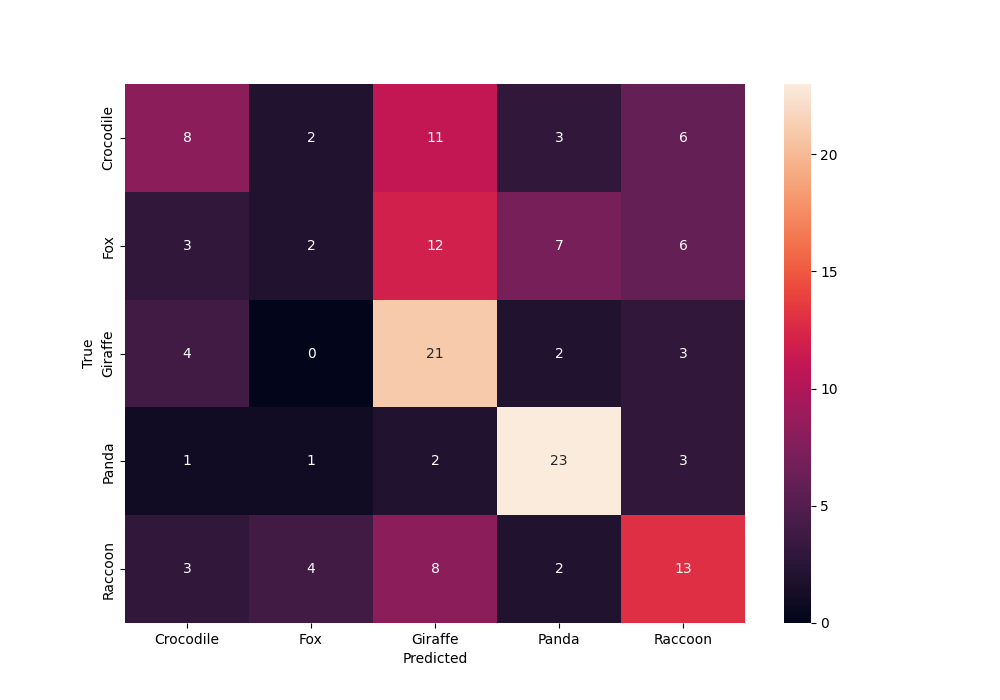 Crocodile 8 2 11 3 6
Fox 3 2 12 7 6
Giraffe 4 0 21 2 3
Panda 1 1 2 23 3
Raccoon 3 4 8 2 13
True
Crocodile Fox Giraffe Panda Raccoon
Predicted
20
15
10
5
0